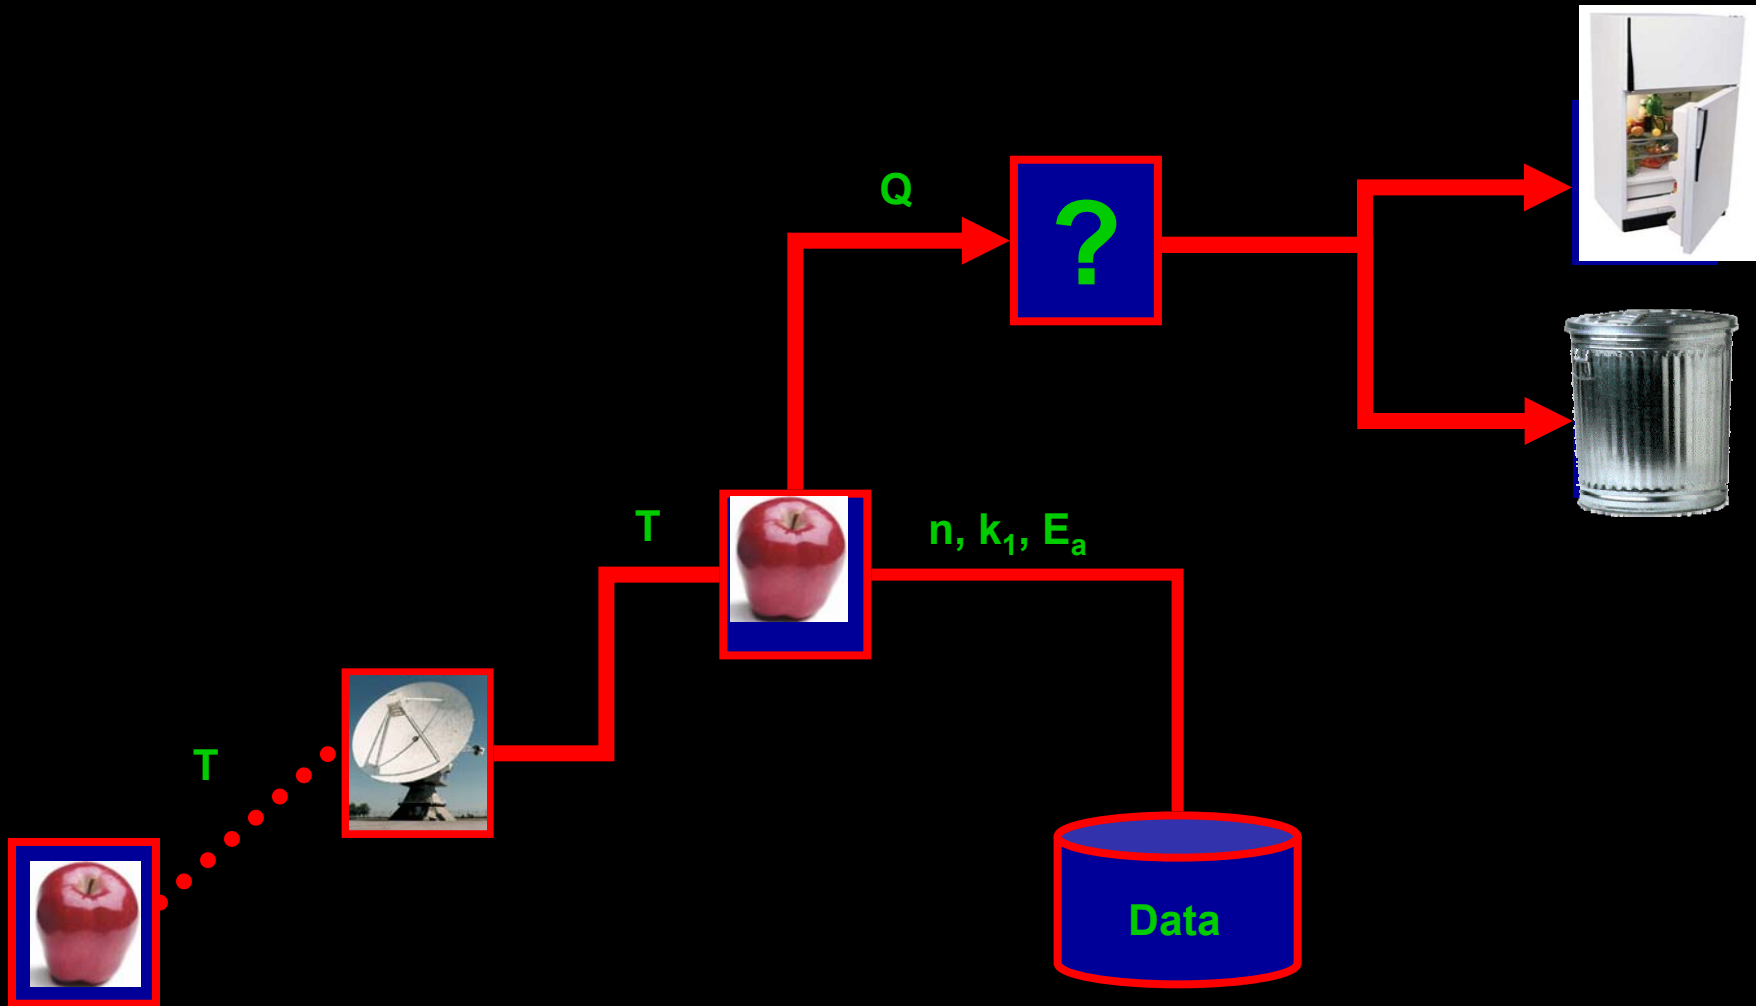 Q
?
T
n, k₁, Eₐ
T
Data